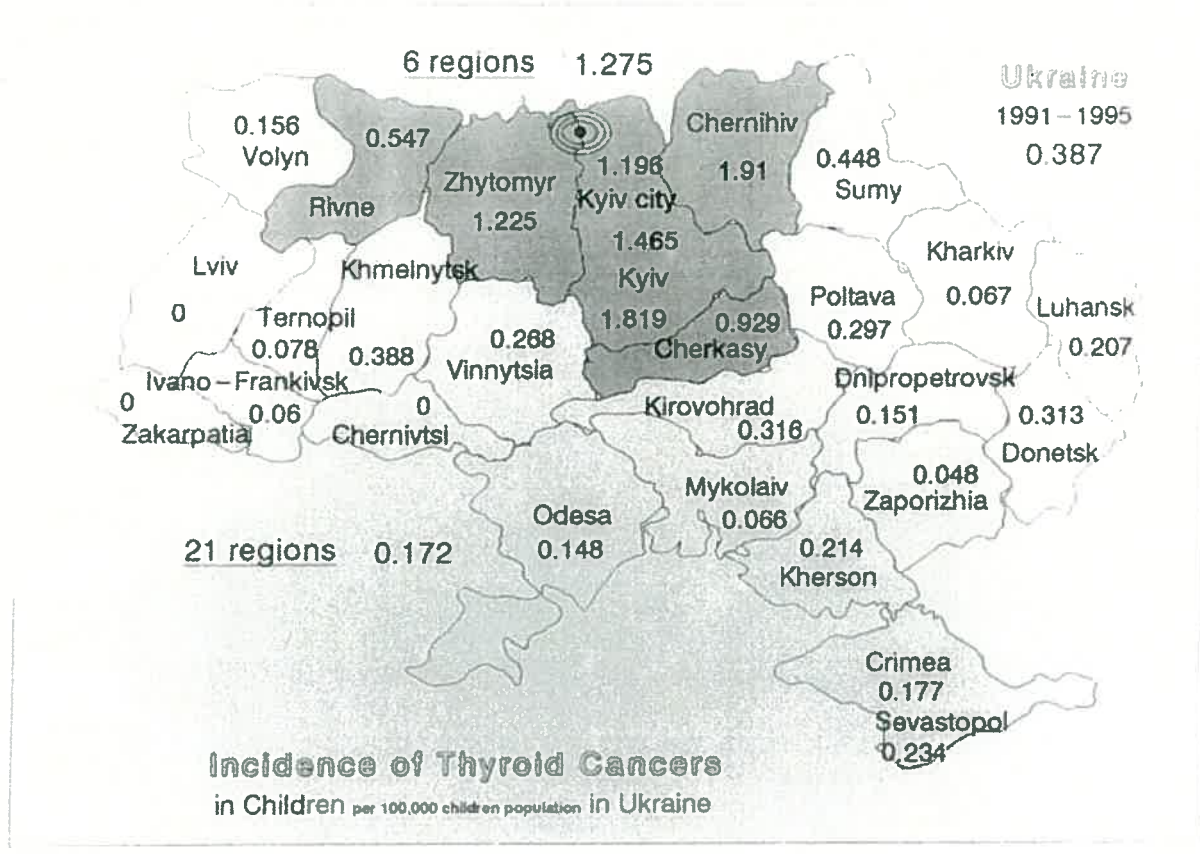 6 regions 1.275
Ukraine
1991-1995
0.387
0.156
Volyn
0.547
Rivne
Zhytomyr
1.225
1.196
Kyiv city
1.465
Kyiv
1.819
Chernihiv
1.91
0.448
Sumy
Lviv
0
Khmelnytsk
0.388
Ternopil
0.078
Ivano-Frankivsk
0.06
0
Zakarpatia
0
Chernivtsi
0.268
Vinnytsia
0.929
Cherkasy
Poltava
0.297
Kharkiv
0.067
Luhansk
0.207
Dnipropetrovsk
0.151
0.313
Donetsk
Kirovohrad
0.316
0.048
Zaporizhia
Mykolaiv
0.066
Odesa
0.148
0.214
Kherson
21 regions 0.172
Crimea
0.177
Sevastopol
0.234
Incidence of Thyroid Cancers
in Children per 100,000 children population in Ukraine